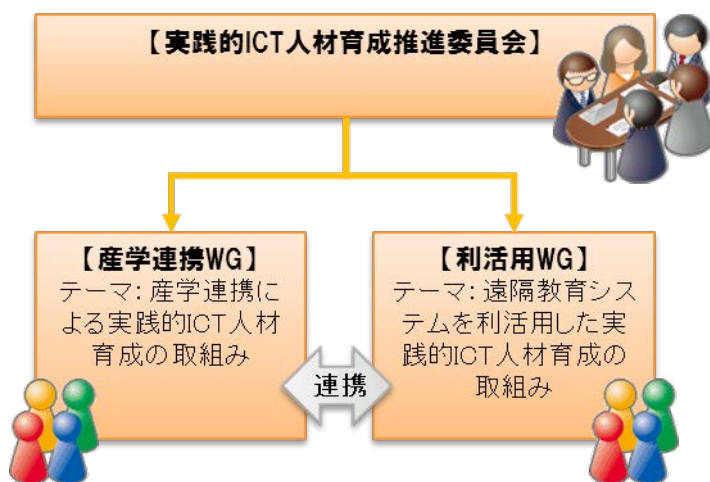 【実践的ICT人材育成推進委員会】
【産学連携WG】
テーマ：産学連携に
よる実践的ICT人材
育成の取組み
連携
【利活用WG】
テーマ：遠隔教育シス
テムを利活用した実
践的ICT人材育成の
取組み